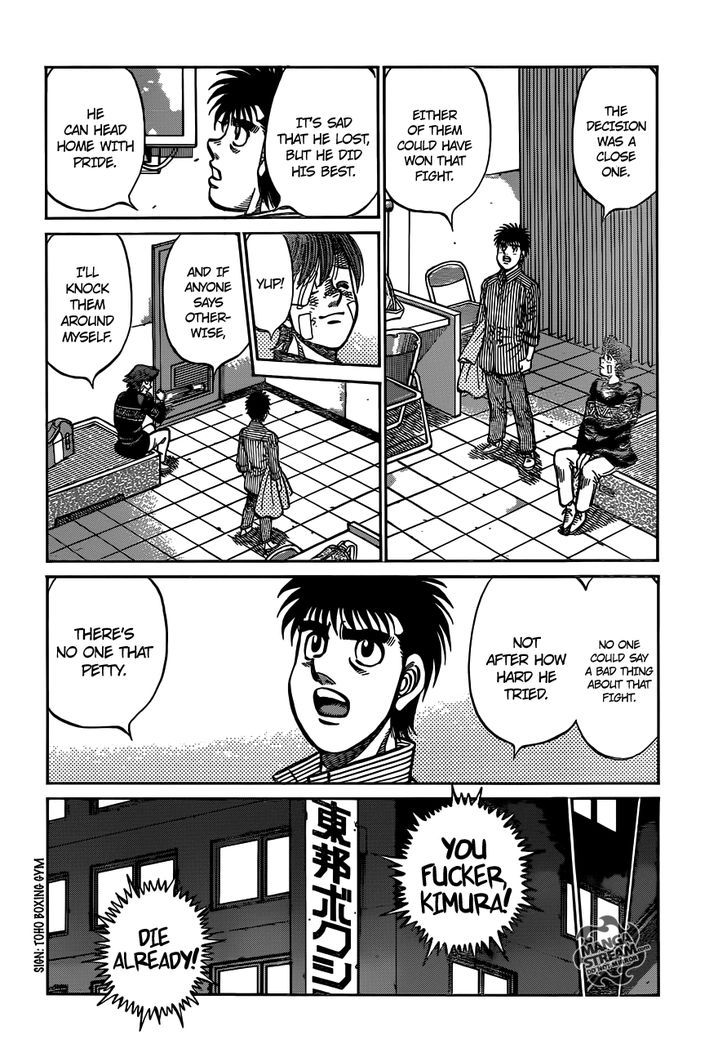 THE
DECISION
WAS A
CLOSE
ONE.
EITHER
OF THEM
COULD HAVE
WON THAT
FIGHT.
IT'S SAD
THAT HE LOST,
BUT HE DID
HIS BEST.
HE
CAN HEAD
HOME WITH
PRIDE.
YUP!
AND IF
ANYONE
SAYS
OTHER-
WISE,
I'LL
KNOCK
THEM
AROUND
MYSELF.
NO ONE
COULD SAY
A BAD THING
ABOUT THAT
FIGHT.
NOT
AFTER HOW
HARD HE
TRIED.
THERE'S
NO ONE THAT
PETTY.
YOU
FUCKER,
KIMURA!
東邦ボクシ
DIE
ALREADY!
SIGN: TOHO BOXING GYM
MANGA
STREAM